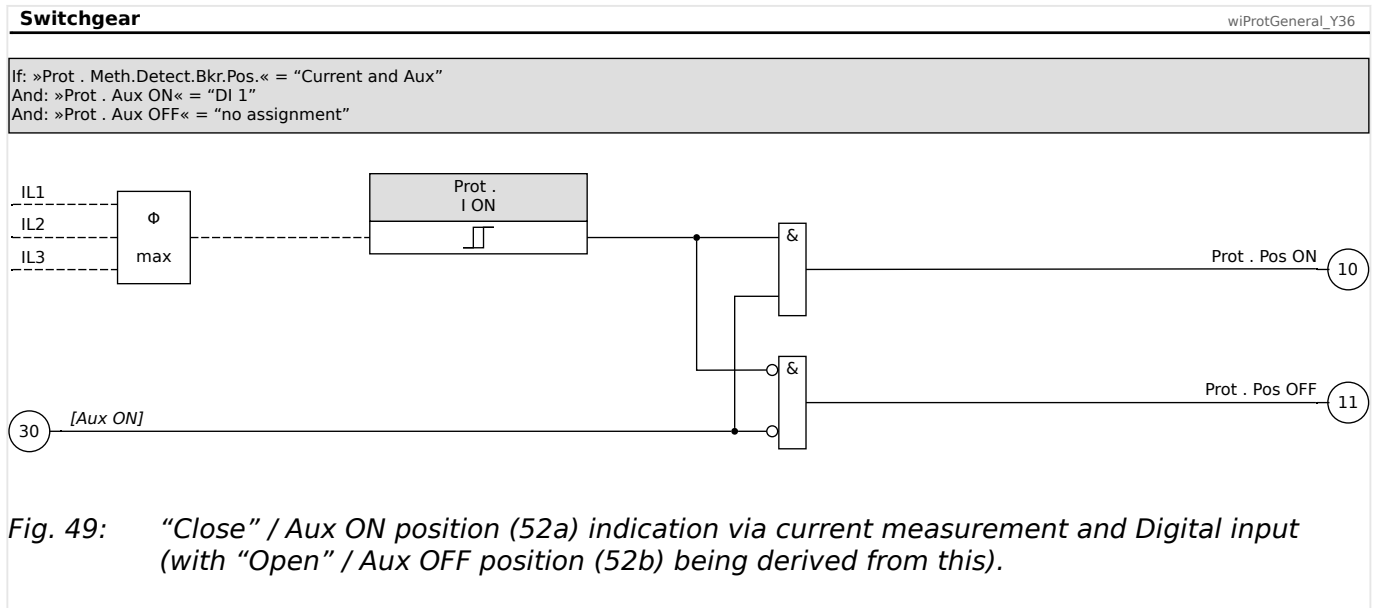 Switchgear
wiProtGeneral_Y36
If: »Prot . Meth.Detect.Bkr.Pos.« = “Current and Aux”
And: »Prot . Aux ON« = “DI 1”
And: »Prot . Aux OFF« = “no assignment”
IL1
IL2
IL3
Φ
max
Prot .
I ON
&
Prot . Pos ON
10
&
Prot . Pos OFF
11
30
[Aux ON]
Fig. 49: “Close” / Aux ON position (52a) indication via current measurement and Digital input
(with “Open” / Aux OFF position (52b) being derived from this).